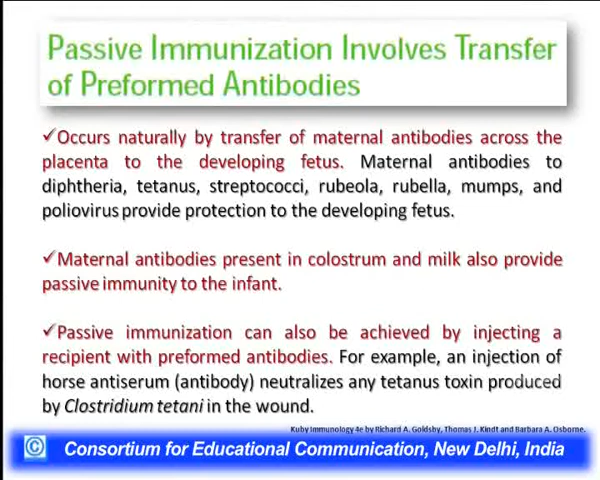 Passive Immunization Involves Transfer
of Preformed Antibodies
✓Occurs naturally by transfer of maternal antibodies across the
placenta to the developing fetus. Maternal antibodies to
diphtheria, tetanus, streptococci, rubeola, rubella, mumps, and
poliovirus provide protection to the developing fetus.
✓Maternal antibodies present in colostrum and milk also provide
passive immunity to the infant.
✓Passive immunization can also be achieved by injecting a
recipient with preformed antibodies. For example, an injection of
horse antiserum (antibody) neutralizes any tetanus toxin produced
by Clostridium tetani in the wound.
Kuby Immunology 4e by Richard A. Goldsby, Thomas J. Kindt and Barbara A. Osborne.
© Consortium for Educational Communication, New Delhi, India